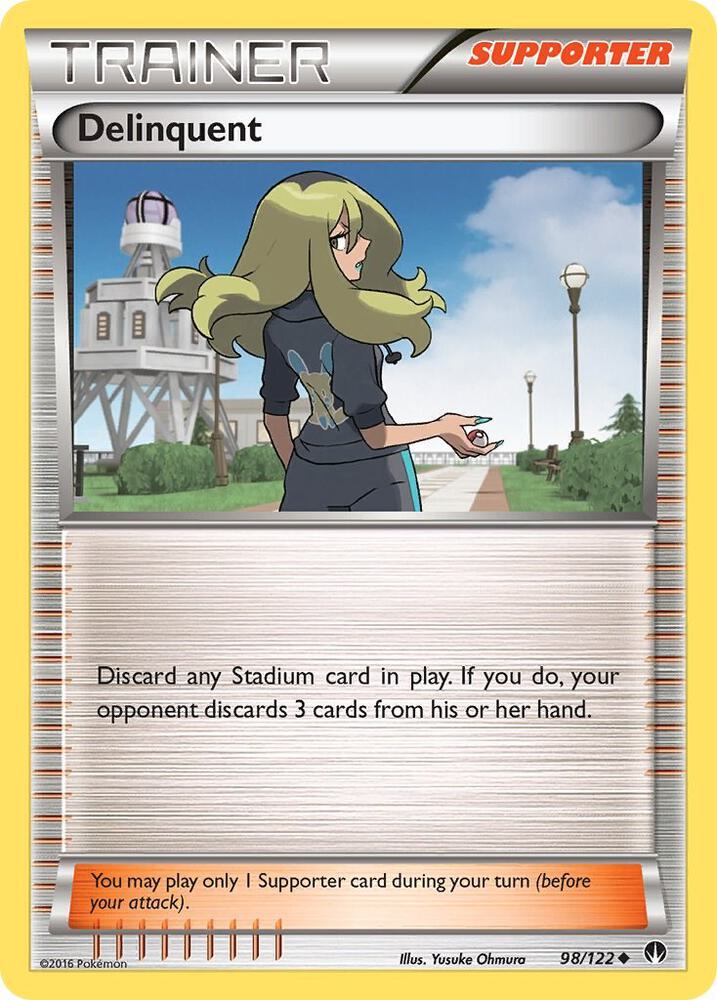 TRAINER
SUPPORTER
Delinquent
Discard any Stadium card in play. If you do, your
opponent discards 3 cards from his or her hand.
You may play only 1 Supporter card during your turn (before
your attack).
©2016 Pokémon
Illus. Yusuke Ohmura
98/122